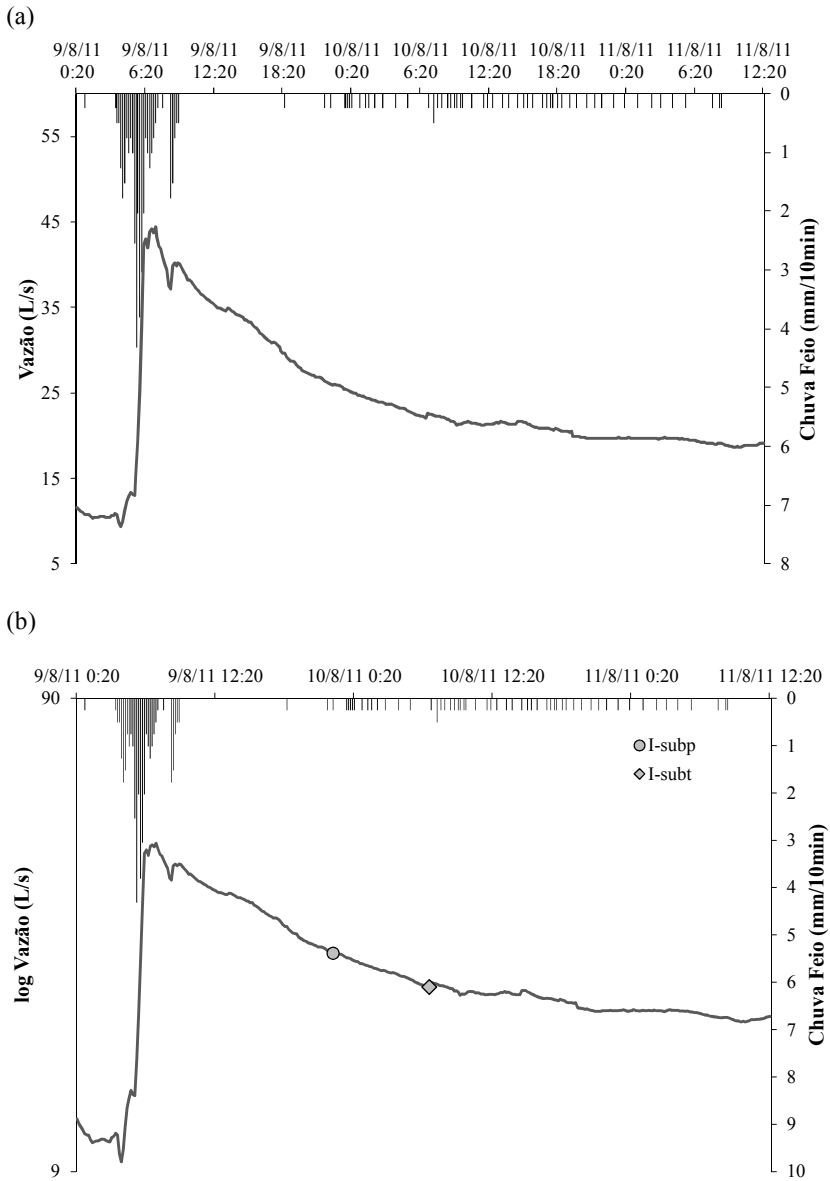 (a)
9/8/11 9/8/11 9/8/11 9/8/11 10/8/11 10/8/11 10/8/11 10/8/11 11/8/11 11/8/11 11/8/11
0:20 6:20 12:20 18:20 0:20 6:20 12:20 18:20 0:20 6:20 12:20
55
45
35
25
15
5
Vazão (L/s)
0
1
2
3
4
5
6
7
8
Chuva Feio (mm/10min)
(b)
9/8/11 0:20 9/8/11 12:20 10/8/11 0:20 10/8/11 12:20 11/8/11 0:20 11/8/11 12:20
90
9
log Vazão (L/s)
I-subp
I-subt
0
1
2
3
4
5
6
7
8
9
10
Chuva Feio (mm/10min)